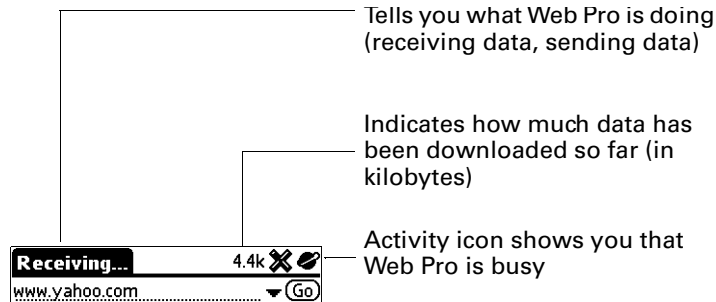 Tells you what Web Pro is doing
(receiving data, sending data)
Indicates how much data has
been downloaded so far (in
kilobytes)
Activity icon shows you that
Web Pro is busy
Receiving... 4.4k
www.yahoo.com Go